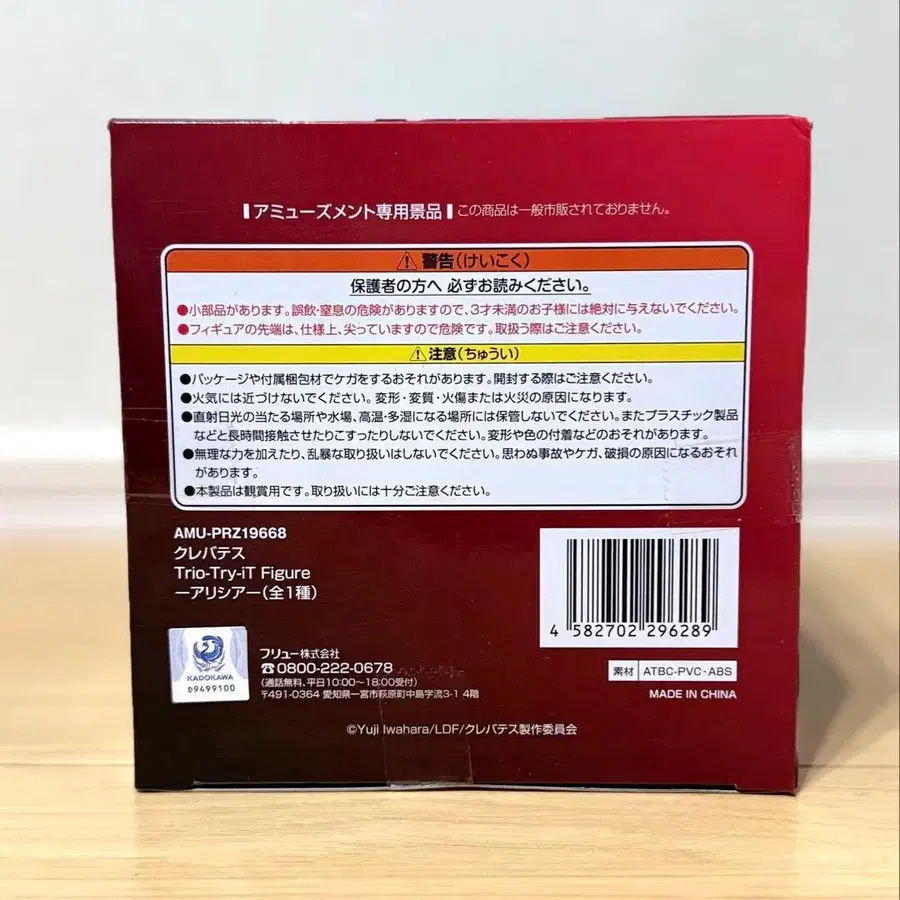 アミューズメント専用景品 この商品は一般市販されておりません。
警告(けいこく)
保護者の方へ 必ずお読みください。
●小部品があります。誤飲・窒息の危険がありますので、3才未満のお子様には絶対に与えないでください。
●フィギュアの先端は、仕様上、尖っていますので危険です。取扱う際はご注意ください。
注意(ちゅうい)
●パッケージや付属梱包材でケガをするおそれがあります。開封する際はご注意ください。
●火気には近づけないでください。変形・変質・火傷または火災の原因になります。
●直射日光の当たる場所や水場、高温・多湿になる場所には保管しないでください。またプラスチック製品
などと長時間接触させたりこすったりしないでください。変形や色の付着などのおそれがあります。
●無理な力を加えたり、乱暴な取り扱いはしないでください。思わぬ事故やケガ、破損の原因になるおそれ
があります。
●本製品は観賞用です。取り扱いには十分ご注意ください。
AMU-PRZ19668
クレバテス
Trio-Try-iT Figure
ーアリシアー(全1種)
4 582702 296289
KADOKAWA
D9499100
フリュー株式会社
☎0800-222-0678
(通話無料、平日10:00~18:00受付)
〒491-0364 愛知県一宮市萩原町中島字流3-1 4階
素材 ATBC-PVC・ABS
MADE IN CHINA
©Yuji Iwahara/LDF/クレバテス製作委員会